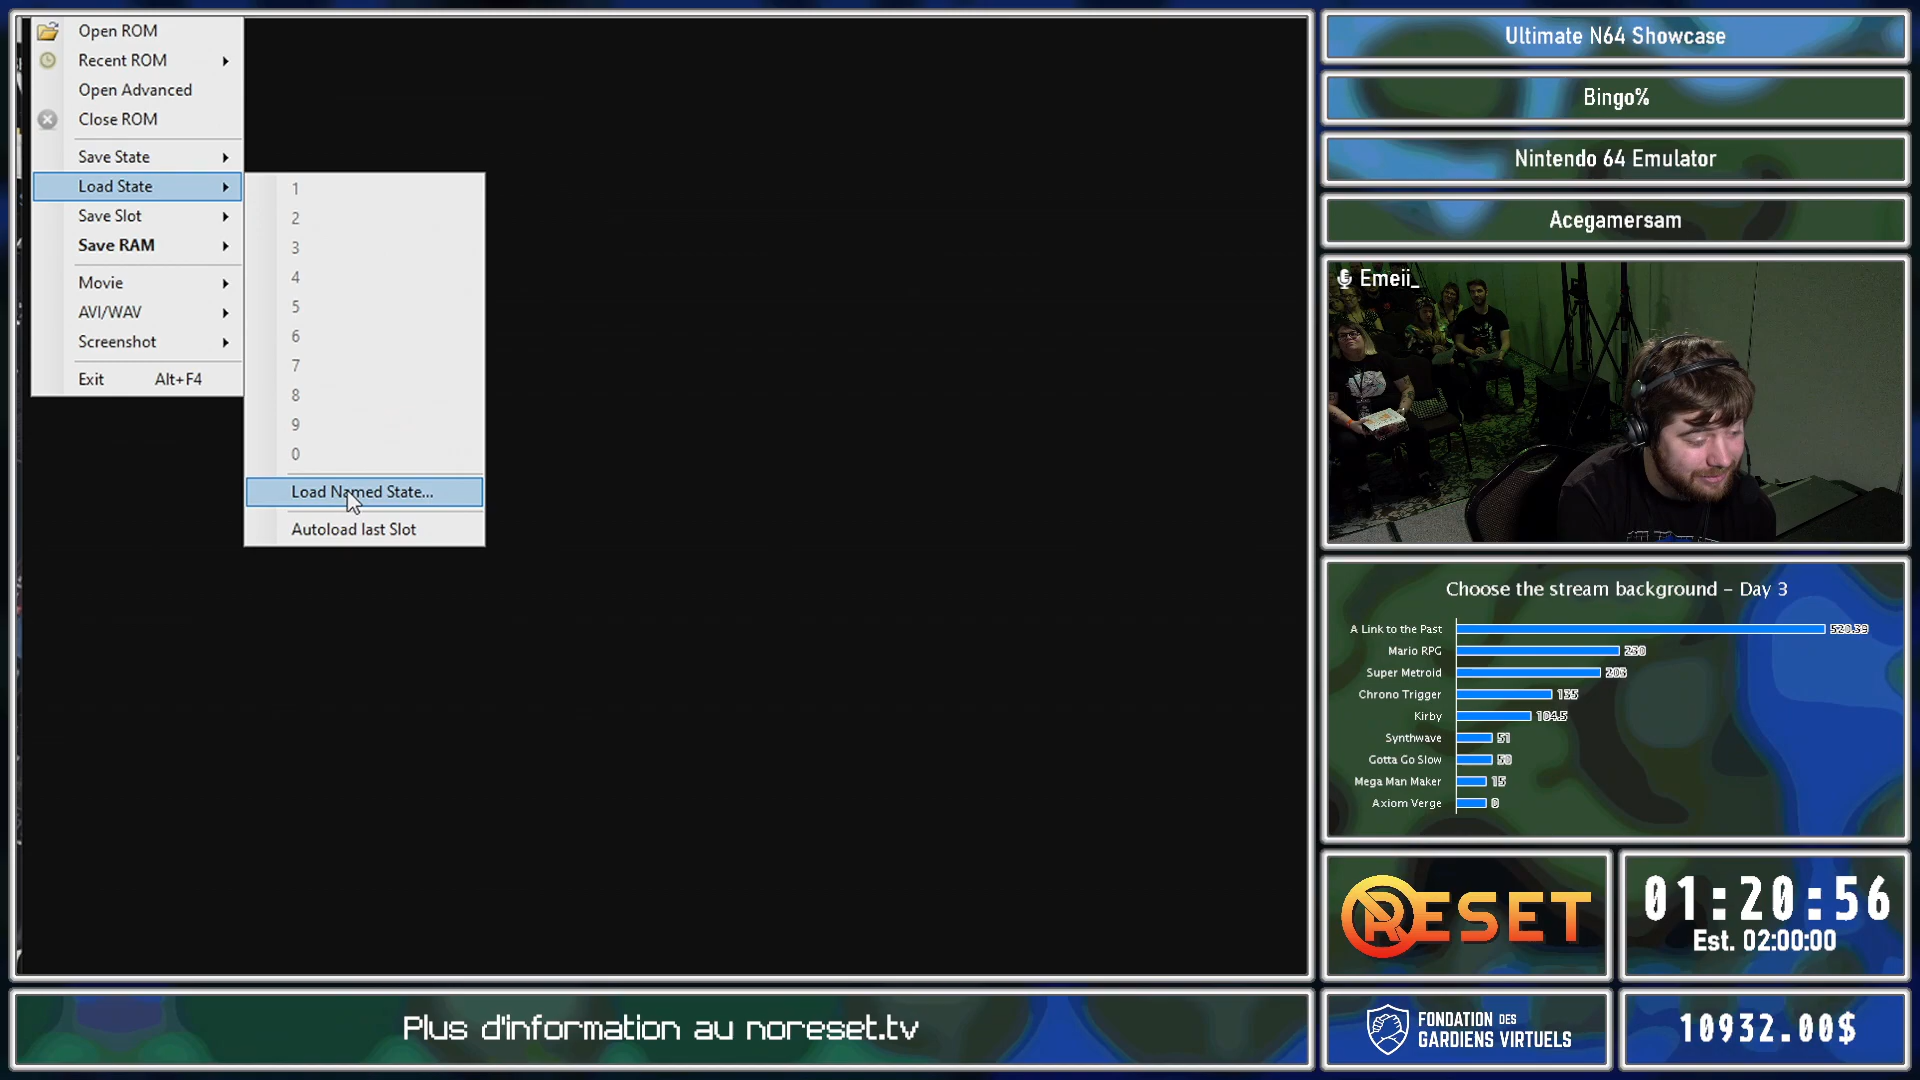 Open ROM
Recent ROM
Open Advanced
Close ROM
Save State
Load State
Save Slot
Save RAM
Movie
AVI/WAV
Screenshot
Exit Alt+F4
1
2
3
4
5
6
7
8
9
0
Load Named State...
Autoload last Slot
Ultimate N64 Showcase
Bingo%
Nintendo 64 Emulator
Acegamersam
Emeii_
Choose the stream background – Day 3
A Link to the Past 520.39
Mario RPG 230
Super Metroid 203
Chrono Trigger 135
Kirby 104.5
Synthwave 51
Gotta Go Slow 50
Mega Man Maker 15
Axiom Verge 0
RESET
01:20:56
Est. 02:00:00
Plus d'information au noreset.tv
FONDATION DES
GARDIENS VIRTUELS
10932.00$